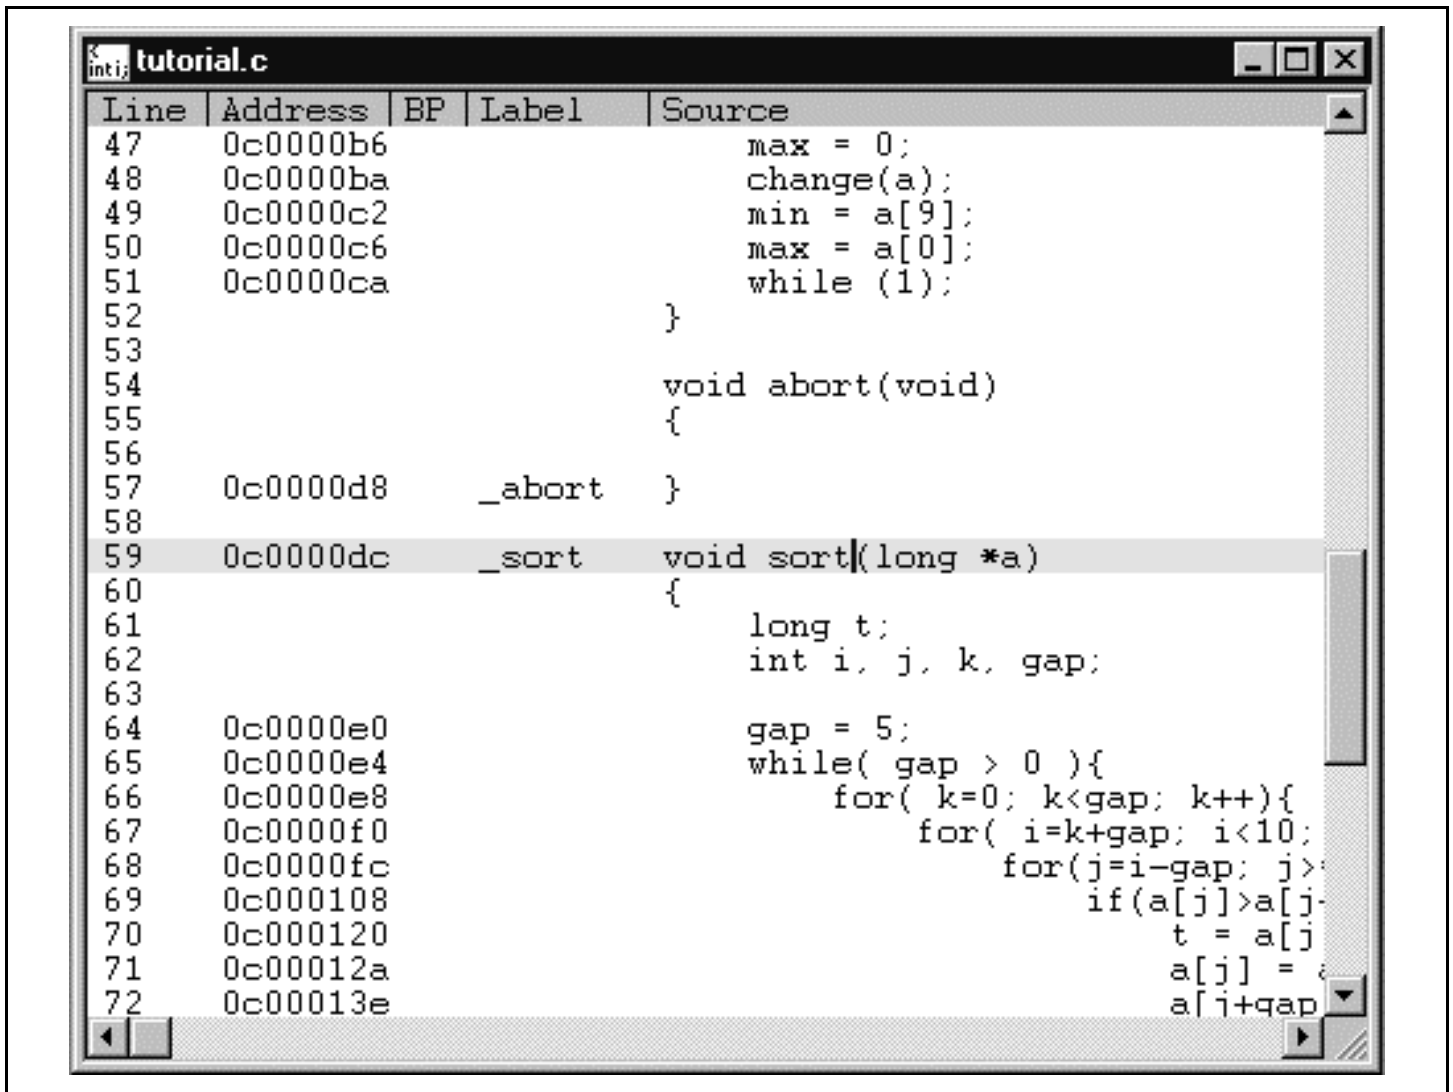 tutorial.c
Line Address BP Label Source
47 0c0000b6 max = 0;
48 0c0000ba change(a);
49 0c0000c2 min = a[9];
50 0c0000c6 max = a[0];
51 0c0000ca while (1);
52 }
53
54 void abort(void)
55 {
56
57 0c0000d8 _abort }
58
59 0c0000dc _sort void sort(long *a)
60 {
61 long t;
62 int i, j, k, gap;
63
64 0c0000e0 gap = 5;
65 0c0000e4 while( gap > 0 ){
66 0c0000e8 for( k=0; k<gap; k++){
67 0c0000f0 for( i=k+gap; i<10;
68 0c0000fc for(j=i-gap; j>
69 0c000108 if(a[j]>a[j
70 0c000120 t = a[j
71 0c00012a a[j] =
72 0c00013e a[j+gap